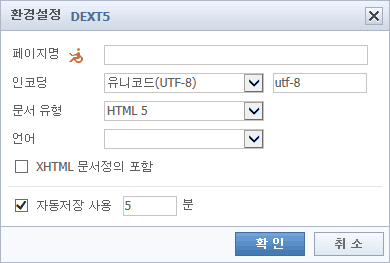 환경설정 DEXT5
페이지명
인코딩 유니코드(UTF-8) utf-8
문서 유형 HTML 5
언어
XHTML 문서정의 포함
자동저장 사용 5 분
확 인 취 소